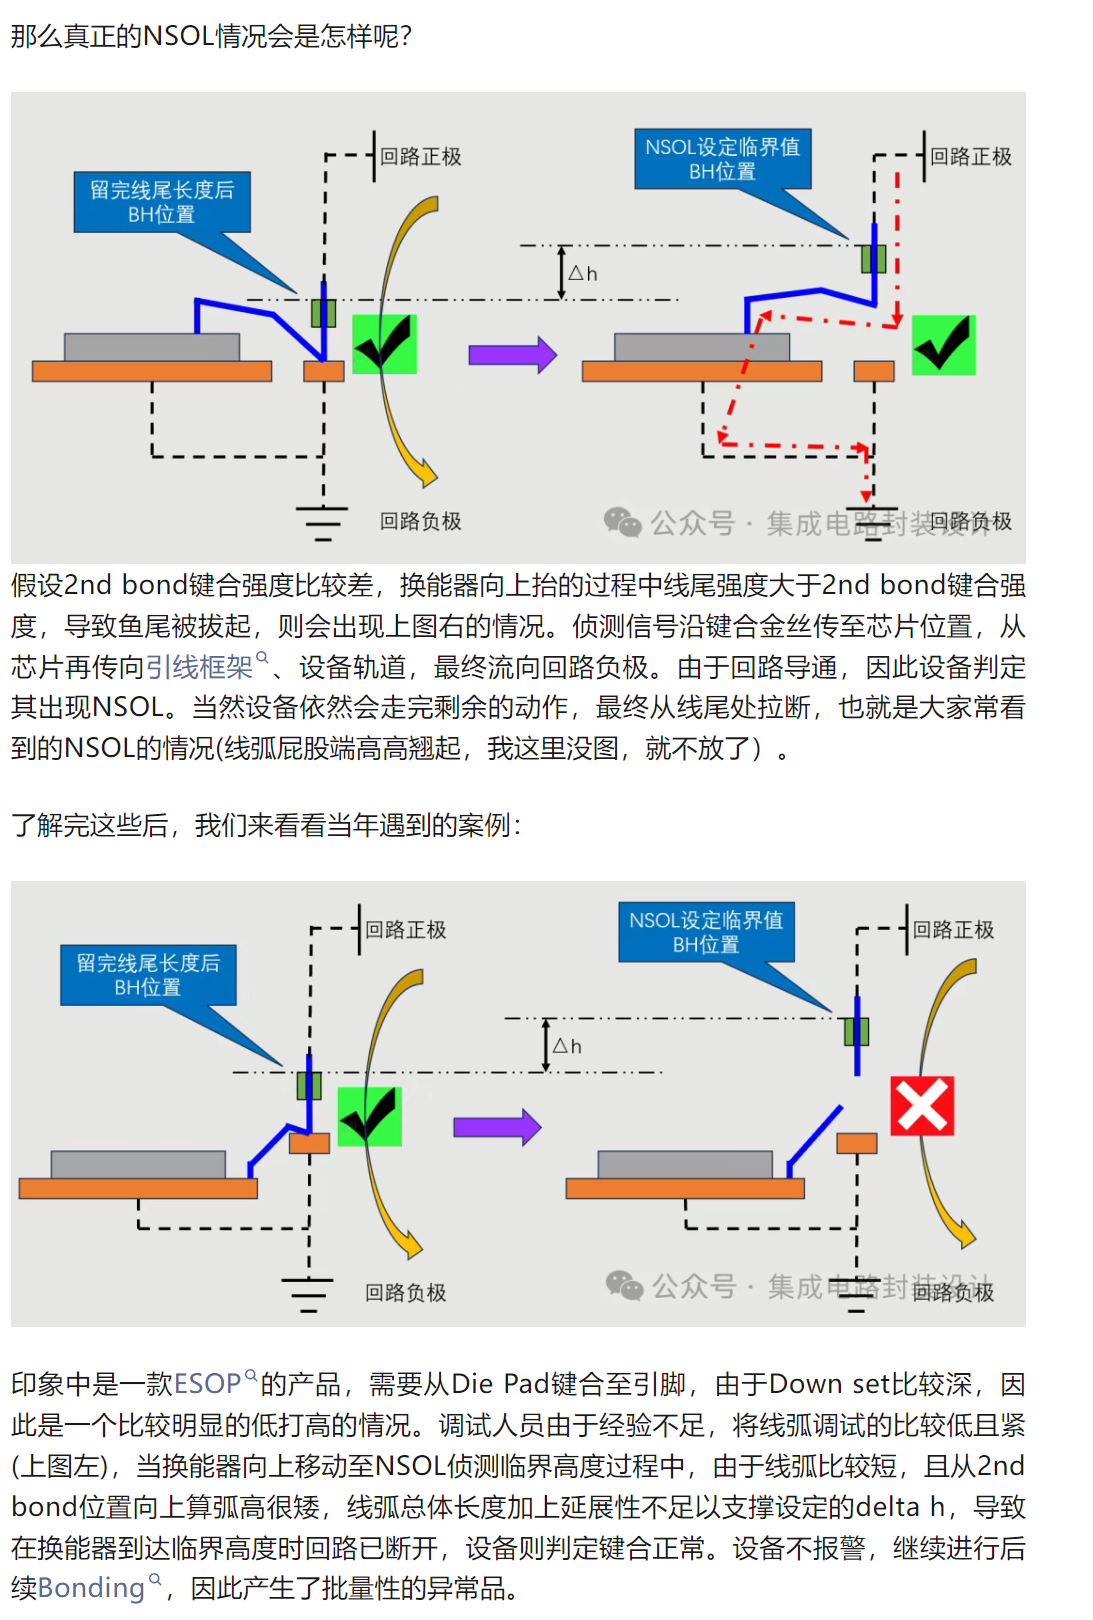 那么真正的NSOL情况会是怎样呢？
回路正极
NSOL设定临界值
BH位置
回路正极
留完线尾长度后
BH位置
△h
公众号 · 集成电路封装设计
回路负极
回路负极
假设2nd bond键合强度比较差，换能器向上抬的过程中线尾强度大于2nd bond键合强
度，导致鱼尾被拔起，则会出现上图右的情况。侦测信号沿键合金丝传至芯片位置，从
芯片再传向引线框架、设备轨道，最终流向回路负极。由于回路导通，因此设备判定
其出现NSOL。当然设备依然会走完剩余的动作，最终从线尾处拉断，也就是大家常看
到的NSOL的情况(线弧屁股端高高翘起，我这里没图，就不放了）。
了解完这些后，我们来看看当年遇到的案例：
回路正极
NSOL设定临界值
BH位置
回路正极
留完线尾长度后
BH位置
△h
公众号 · 集成电路封装设计
回路负极
回路负极
印象中是一款ESOP的产品，需要从Die Pad键合至引脚，由于Down set比较深，因
此是一个比较明显的低打高的情况。调试人员由于经验不足，将线弧调试的比较低且紧
(上图左)，当换能器向上移动至NSOL侦测临界高度过程中，由于线弧比较短，且从2nd
bond位置向上算弧高很矮，线弧总体长度加上延展性不足以支撑设定的delta h，导致
在换能器到达临界高度时回路已断开，设备则判定键合正常。设备不报警，继续进行后
续Bonding，因此产生了批量性的异常品。